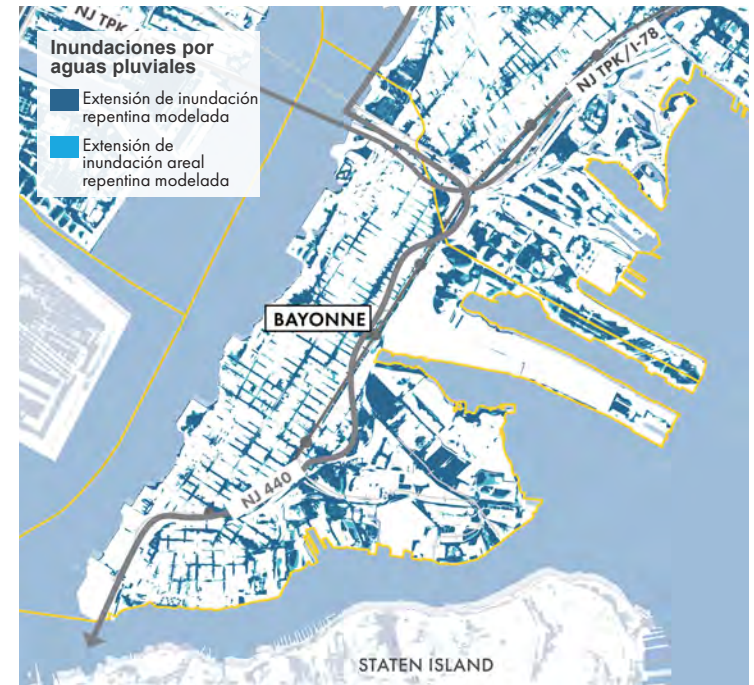 NJ TPK
Inundaciones por
aguas pluviales
Extensión de inundación
repentina modelada
Extensión de
inundación areal
repentina modelada
NJ TPK/I-78
BAYONNE
NJ 440
STATEN ISLAND